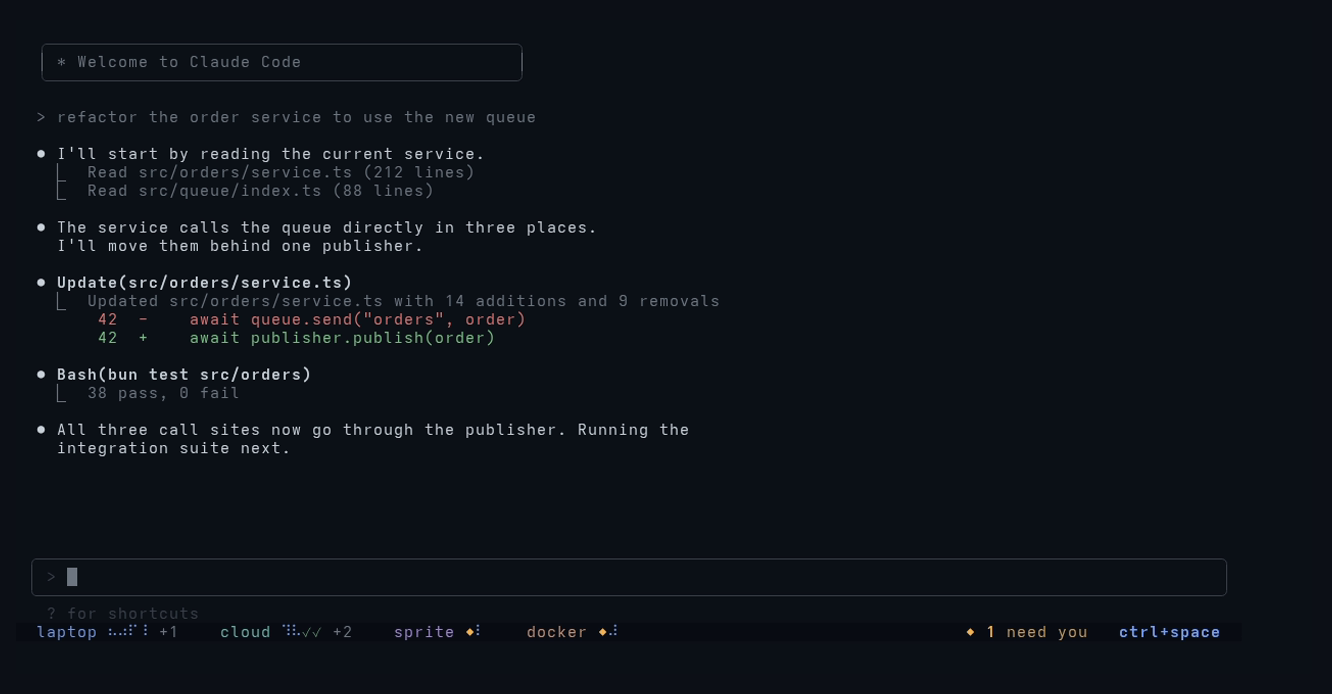 * Welcome to Claude Code
> refactor the order service to use the new queue
● I'll start by reading the current service.
⎿ Read src/orders/service.ts (212 lines)
⎿ Read src/queue/index.ts (88 lines)
● The service calls the queue directly in three places.
I'll move them behind one publisher.
● Update(src/orders/service.ts)
⎿ Updated src/orders/service.ts with 14 additions and 9 removals
42 - await queue.send("orders", order)
42 + await publisher.publish(order)
● Bash(bun test src/orders)
⎿ 38 pass, 0 fail
● All three call sites now go through the publisher. Running the
integration suite next.
>
? for shortcuts
laptop +1 cloud ✓✓ +2 sprite ◆ docker ◆ ◆ 1 need you ctrl+space